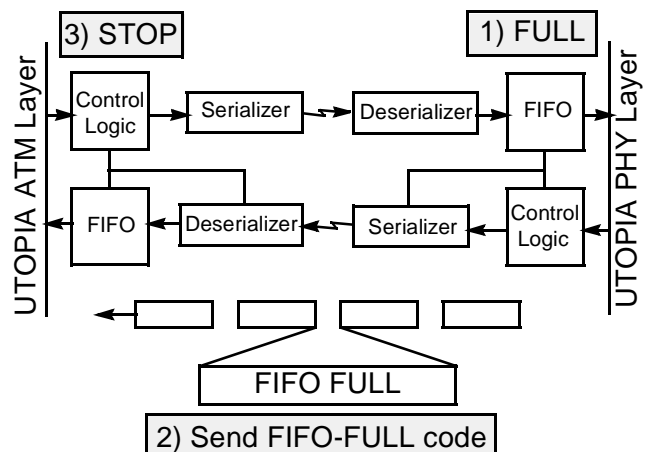 3) STOP
1) FULL
UTOPIA ATM Layer
Control
Logic
Serializer
Deserializer
FIFO
UTOPIA PHY Layer
FIFO
Deserializer
Serializer
Control
Logic
FIFO FULL
2) Send FIFO-FULL code